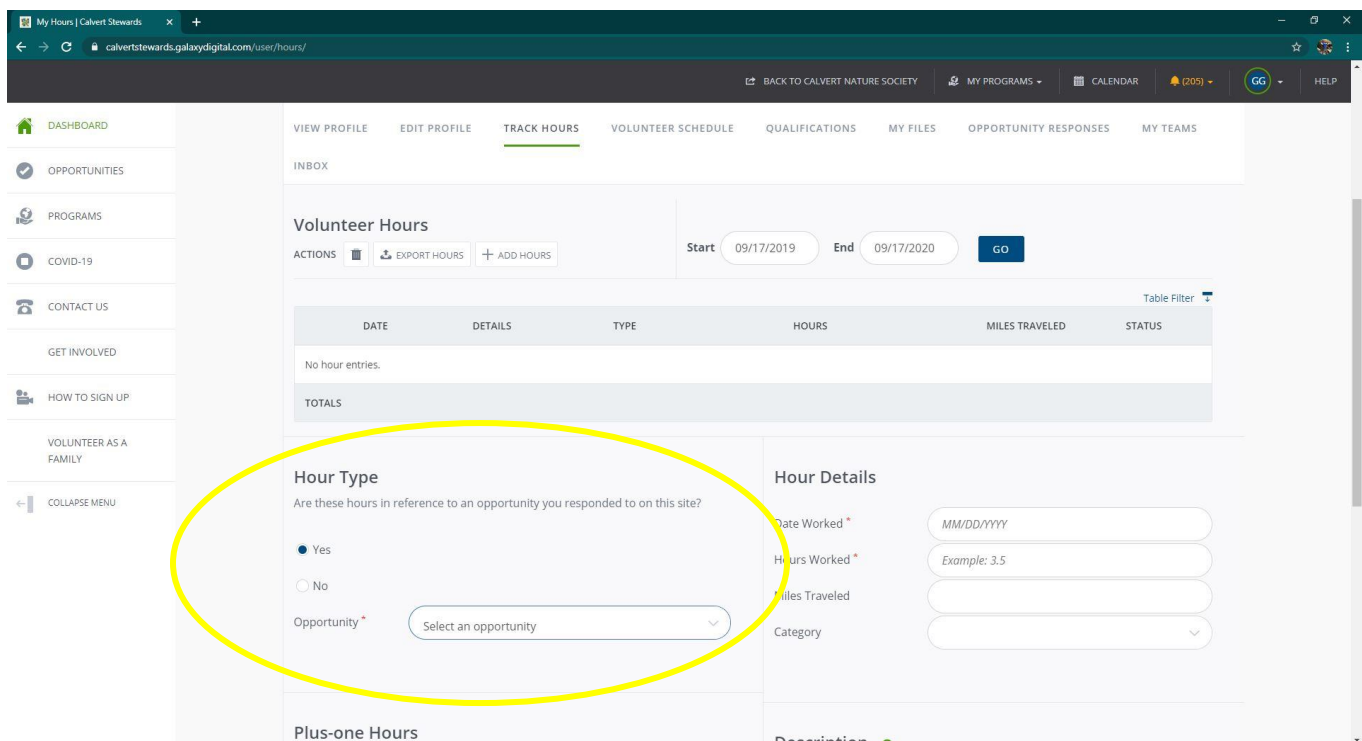 My Hours | Calvert Stewards
calvertstewards.galaxydigital.com/user/hours/
BACK TO CALVERT NATURE SOCIETY
MY PROGRAMS
CALENDAR
(205)
GG
HELP
DASHBOARD
OPPORTUNITIES
PROGRAMS
COVID-19
CONTACT US
GET INVOLVED
HOW TO SIGN UP
VOLUNTEER AS A
FAMILY
COLLAPSE MENU
VIEW PROFILE EDIT PROFILE TRACK HOURS VOLUNTEER SCHEDULE QUALIFICATIONS MY FILES OPPORTUNITY RESPONSES MY TEAMS
INBOX
Volunteer Hours
ACTIONS EXPORT HOURS + ADD HOURS
Start 09/17/2019 End 09/17/2020 GO
Table Filter
DATE DETAILS TYPE HOURS MILES TRAVELED STATUS
No hour entries.
TOTALS
Hour Type
Are these hours in reference to an opportunity you responded to on this site?
Yes
No
Opportunity * Select an opportunity
Hour Details
Date Worked * MM/DD/YYYY
Hours Worked * Example: 3.5
Miles Traveled
Category
Plus-one Hours
Description